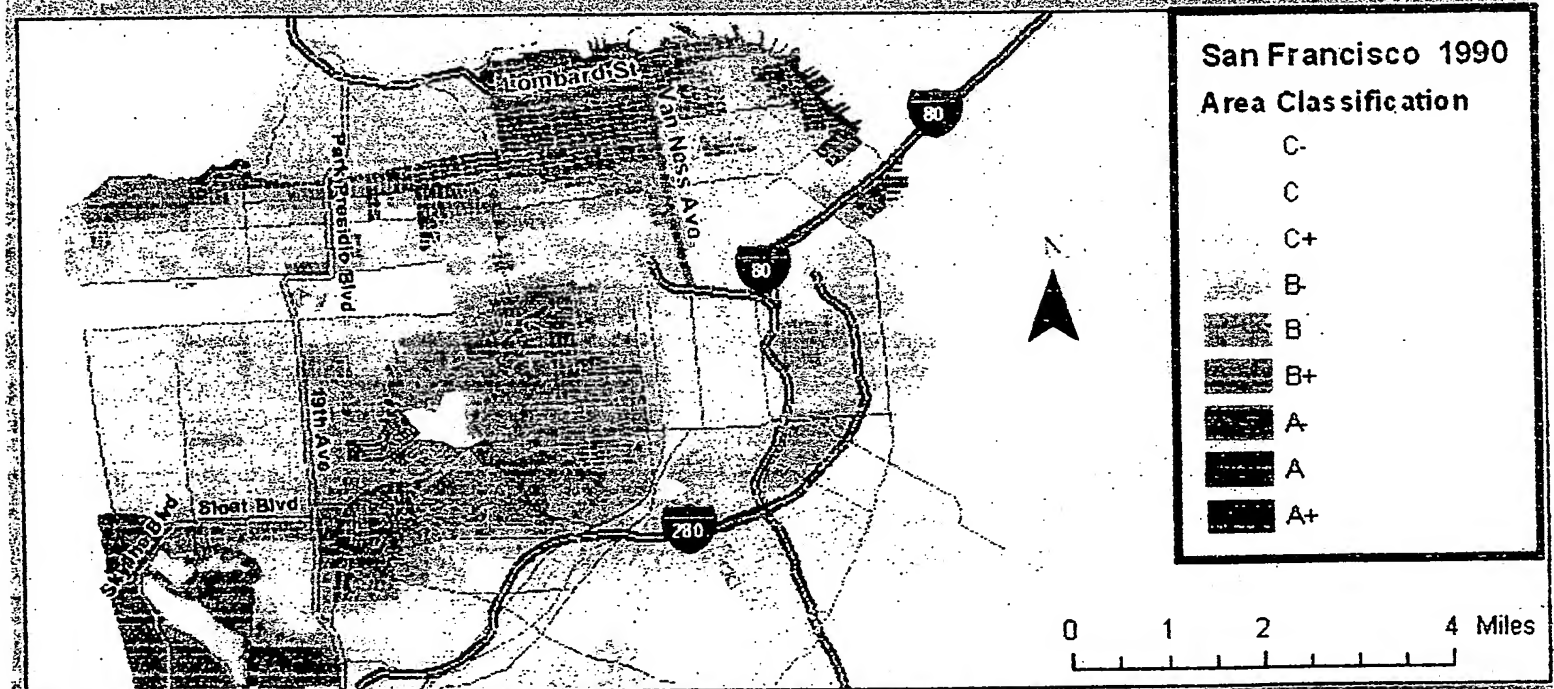 San Francisco 1990
Area Classification
C-
C
C+
B-
B
B+
A-
A
A+
Lombard St
Van Ness Ave
Park Presidio Blvd
80
80
N
19th Ave
Sloat Blvd
Blvd
280
0 1 2 4 Miles